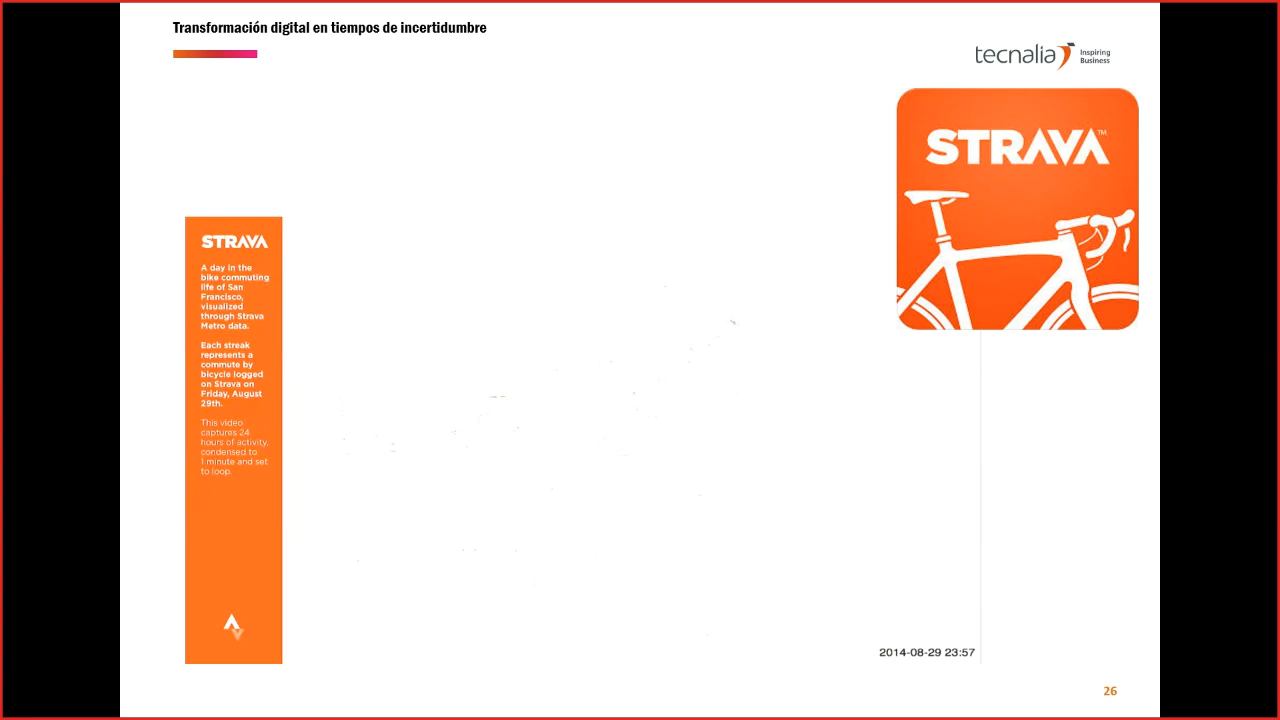 Transformación digital en tiempos de incertidumbre
tecnalia Inspiring
Business
STRAVA™
STRAVA
A day in the
bike commuting
life of San
Francisco,
visualized
through Strava
Metro data.
Each streak
represents a
commute by
bicycle logged
on Strava on
Friday, August
29th.
This video
captures 24
hours of activity,
condensed to
1 minute and set
to loop.
2014-08-29 23:57
26